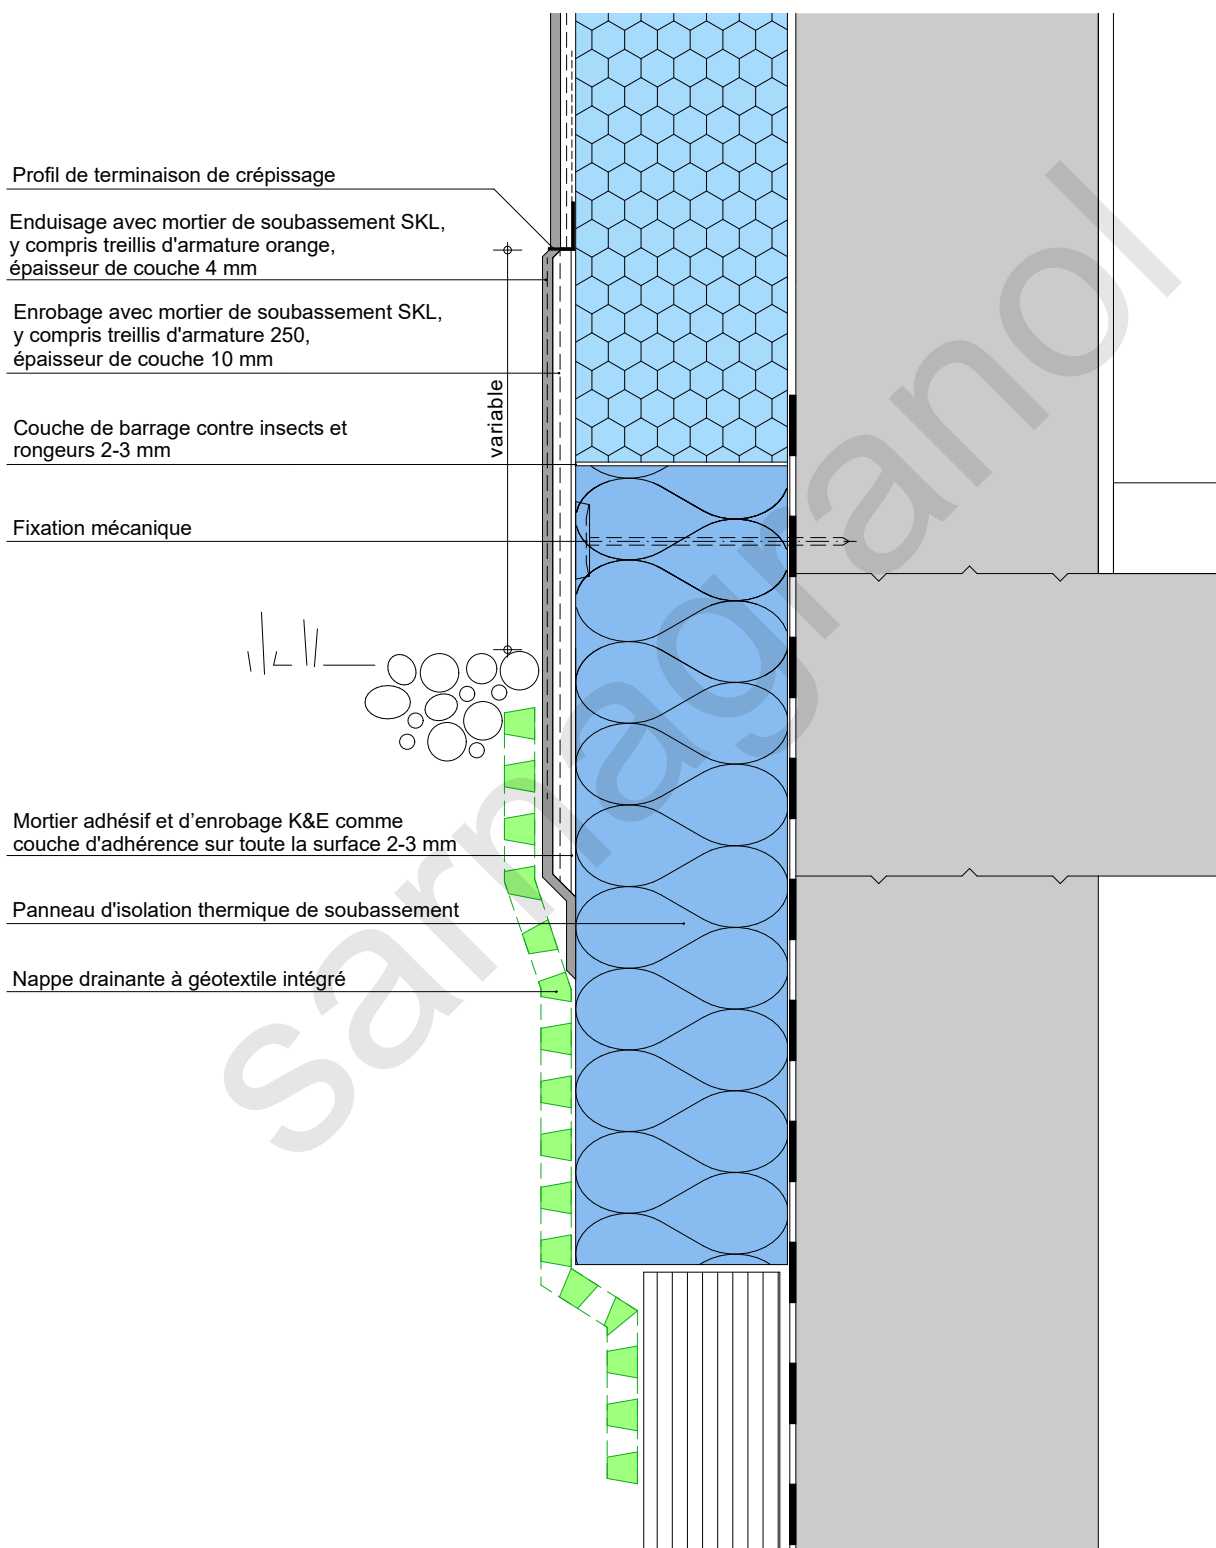 Profil de terminaison de crépissage
Enduisage avec mortier de soubassement SKL,
y compris treillis d'armature orange,
épaisseur de couche 4 mm
Enrobage avec mortier de soubassement SKL,
y compris treillis d'armature 250,
épaisseur de couche 10 mm
variable
Couche de barrage contre insects et
rongeurs 2-3 mm
Fixation mécanique
Mortier adhésif et d’enrobage K&E comme
couche d'adhérence sur toute la surface 2-3 mm
Panneau d'isolation thermique de soubassement
Nappe drainante à géotextile intégré
sarnagranol